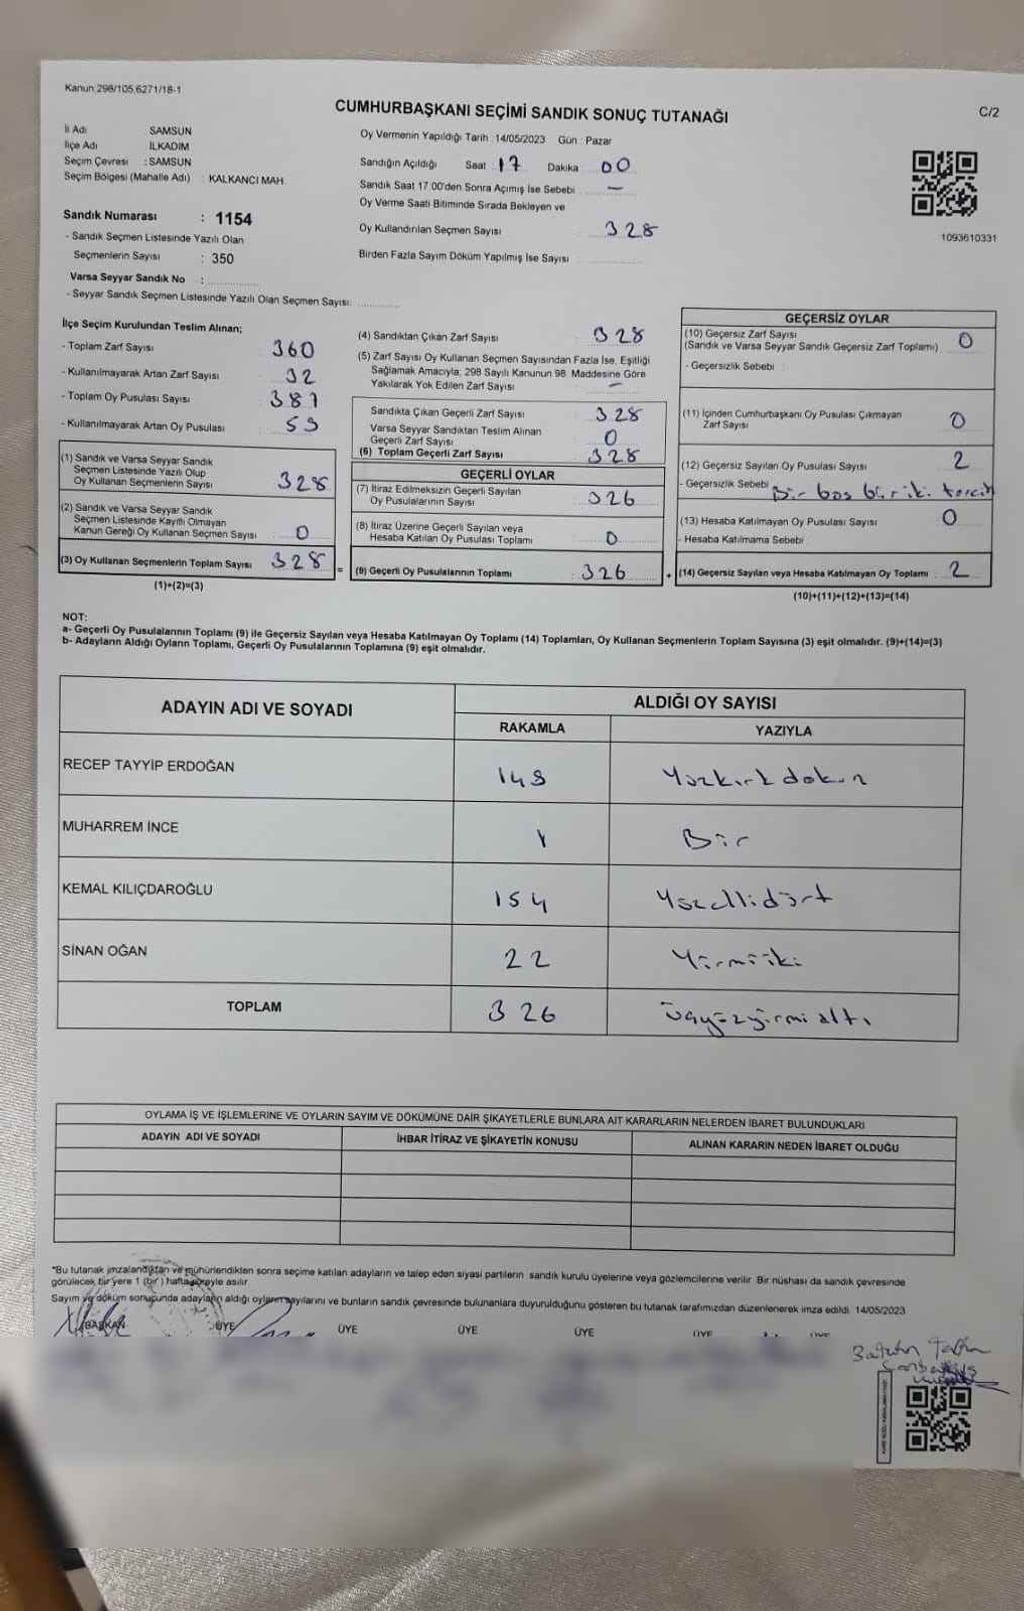 Kanun 298/105,6271/18-1
CUMHURBAŞKANI SEÇİMİ SANDIK SONUÇ TUTANAĞI
C/2
İl Adı SAMSUN
İlçe Adı İLKADIM
Seçim Çevresi : SAMSUN
Seçim Bölgesi (Mahalle Adı) : KALKANCI MAH.
Sandık Numarası : 1154
- Sandık Seçmen Listesinde Yazılı Olan
Seçmenlerin Sayısı : 350
Varsa Seyyar Sandık No :
- Seyyar Sandık Seçmen Listesinde Yazılı Olan Seçmen Sayısı:
Oy Vermenin Yapıldığı Tarih : 14/05/2023 Gün : Pazar
Sandığın Açıldığı Saat 17 Dakika 00
Sandık Saat 17.00'den Sonra Açımış İse Sebebi —
Oy Verme Saati Bitiminde Sırada Bekleyen ve
Oy Kullandırılan Seçmen Sayısı 328
Birden Fazla Sayım Döküm Yapılmış İse Sayısı
1093610331
İlçe Seçim Kurulundan Teslim Alınan;
- Toplam Zarf Sayısı 360
- Kullanılmayarak Artan Zarf Sayısı 32
- Toplam Oy Pusulası Sayısı 381
- Kullanılmayarak Artan Oy Pusulası 53
(1) Sandık ve Varsa Seyyar Sandık
Seçmen Listesinde Yazılı Olup
Oy Kullanan Seçmenlerin Sayısı 328
(2) Sandık ve Varsa Seyyar Sandık
Seçmen Listesinde Kayıtlı Olmayan
Kanun Gereği Oy Kullanan Seçmen Sayısı 0
(3) Oy Kullanan Seçmenlerin Toplam Sayısı 328
(1)+(2)=(3)
(4) Sandıktan Çıkan Zarf Sayısı 328
(5) Zarf Sayısı Oy Kullanan Seçmen Sayısından Fazla İse, Eşitliği
Sağlamak Amacıyla, 298 Sayılı Kanunun 98. Maddesine Göre
Yakılarak Yok Edilen Zarf Sayısı —
Sandıkta Çıkan Geçerli Zarf Sayısı 328
Varsa Seyyar Sandıktan Teslim Alınan
Geçerli Zarf Sayısı 0
(6) Toplam Geçerli Zarf Sayısı 328
GEÇERLİ OYLAR
(7) İtiraz Edilmeksizin Geçerli Sayılan
Oy Pusulalarının Sayısı 326
(8) İtiraz Üzerine Geçerli Sayılan veya
Hesaba Katılan Oy Pusulası Toplamı 0
= (9) Geçerli Oy Pusulalarının Toplamı : 326
GEÇERSİZ OYLAR
(10) Geçersiz Zarf Sayısı
(Sandık ve Varsa Seyyar Sandık Geçersiz Zarf Toplamı) 0
- Geçersizlik Sebebi
(11) İçinden Cumhurbaşkanı Oy Pusulası Çıkmayan
Zarf Sayısı 0
(12) Geçersiz Sayılan Oy Pusulası Sayısı 2
- Geçersizlik Sebebi Bir boş bir iki tercih
(13) Hesaba Katılmayan Oy Pusulası Sayısı 0
- Hesaba Katılmama Sebebi
+ (14) Geçersiz Sayılan veya Hesaba Katılmayan Oy Toplamı 2
(10)+(11)+(12)+(13)=(14)
NOT:
a- Geçerli Oy Pusulalarının Toplamı (9) ile Geçersiz Sayılan veya Hesaba Katılmayan Oy Toplamı (14) Toplamları, Oy Kullanan Seçmenlerin Toplam Sayısına (3) eşit olmalıdır. (9)+(14)=(3)
b- Adayların Aldığı Oyların Toplamı, Geçerli Oy Pusulalarının Toplamına (9) eşit olmalıdır.
ADAYIN ADI VE SOYADI ALDIĞI OY SAYISI
RAKAMLA YAZIYLA
RECEP TAYYİP ERDOĞAN 149 Yüzkırkdokuz
MUHARREM İNCE 1 Bir
KEMAL KILIÇDAROĞLU 154 Yüzellidört
SİNAN OĞAN 22 Yirmiiki
TOPLAM 326 üçyüzyirmialtı
OYLAMA İŞ VE İŞLEMLERİNE VE OYLARIN SAYIM VE DÖKÜMÜNE DAİR ŞİKAYETLERLE BUNLARA AİT KARARLARIN NELERDEN İBARET BULUNDUKLARI
ADAYIN ADI VE SOYADI İHBAR İTİRAZ VE ŞİKAYETİN KONUSU ALINAN KARARIN NEDEN İBARET OLDUĞU
*Bu tutanak imzalandıktan ve mühürlendikten sonra seçime katılan adayların ve talep eden siyasi partilerin sandık kurulu üyelerine veya gözlemcilerine verilir. Bir nüshası da sandık çevresinde
görülecek bir yere 1 (bir) hafta süreyle asılır.
Sayım ve döküm sonucunda adayların aldığı oyların sayılarını ve bunların sandık çevresinde bulunanlara duyurulduğunu gösteren bu tutanak tarafımızdan düzenlenerek imza edildi. 14/05/2023
BAŞKAN ÜYE ÜYE ÜYE ÜYE ÜYE ÜYE